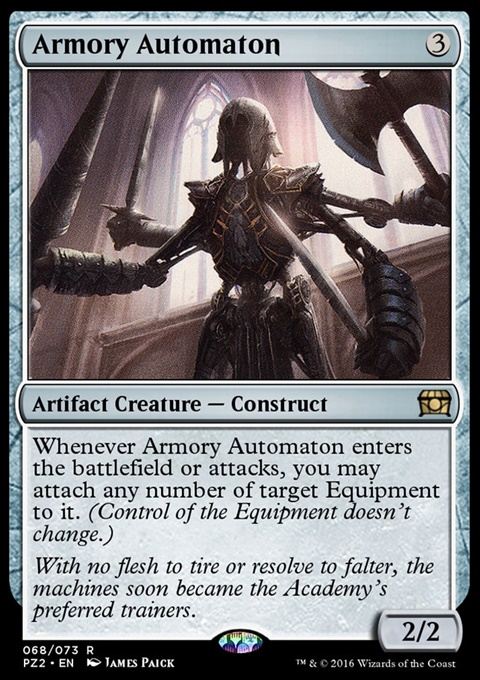 Armory Automaton 3
Artifact Creature — Construct
Whenever Armory Automaton enters
the battlefield or attacks, you may
attach any number of target Equipment
to it. (Control of the Equipment doesn't
change.)
With no flesh to tire or resolve to falter, the
machines soon became the Academy's
preferred trainers.
2/2
068/073 R
PZ2 • EN James Paick
™ & © 2016 Wizards of the Coast